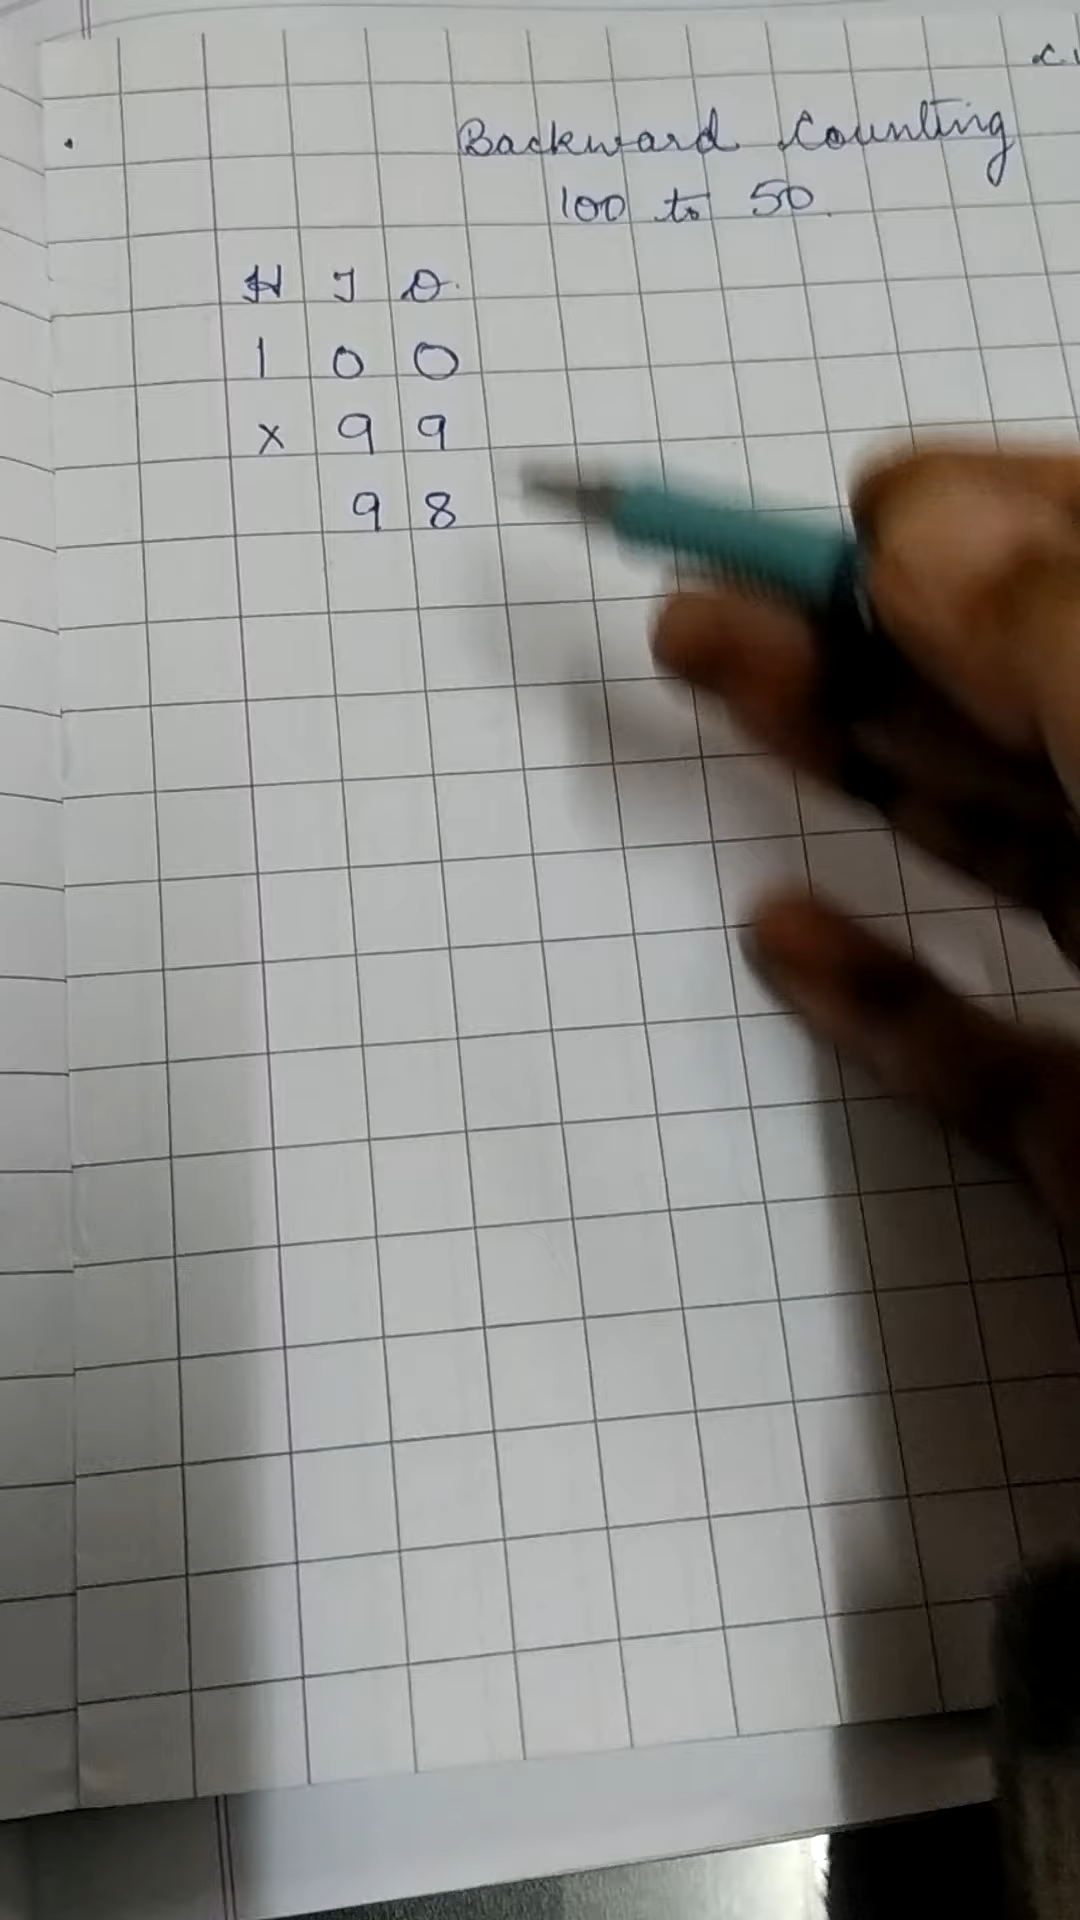 Backward Counting
100 to 50.
H T O.
1 0 0
x 9 9
9 8